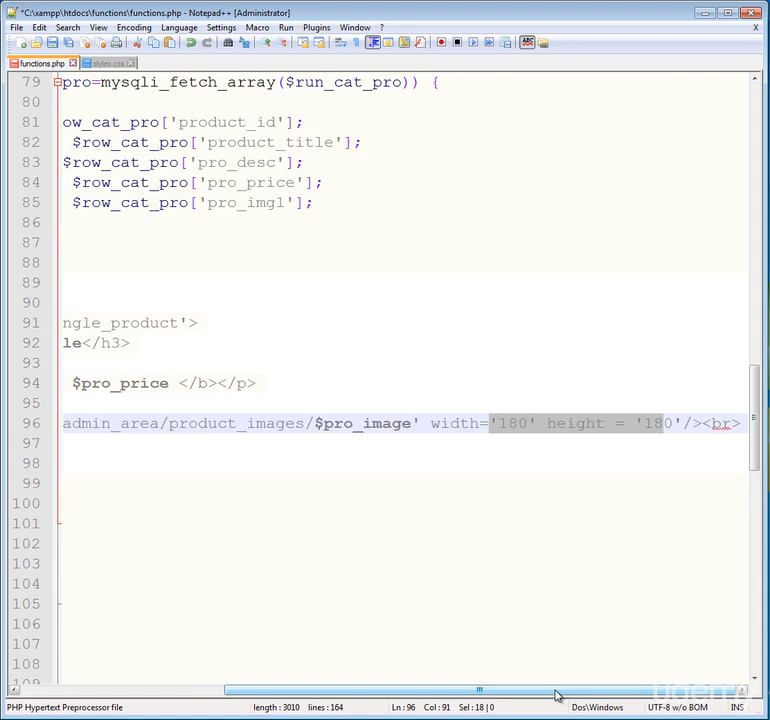 *C:\xampp\htdocs\functions\functions.php - Notepad++ [Administrator]
File Edit Search View Encoding Language Settings Macro Run Plugins Window ? X
functions.php styles.css
79 pro=mysqli_fetch_array($run_cat_pro)) {
80
81 ow_cat_pro['product_id'];
82 $row_cat_pro['product_title'];
83 $row_cat_pro['pro_desc'];
84 $row_cat_pro['pro_price'];
85 $row_cat_pro['pro_img1'];
86
87
88
89
90
91 ngle_product'>
92 le</h3>
93
94 $pro_price </b></p>
95
96 admin_area/product_images/$pro_image' width='180' height = '180'/><br>
97
98
99
100
101
102
103
104
105
106
107
108
109
udemy
PHP Hypertext Preprocessor file length : 3010 lines : 164 Ln : 96 Col : 91 Sel : 18 | 0 Dos\Windows UTF-8 w/o BOM INS